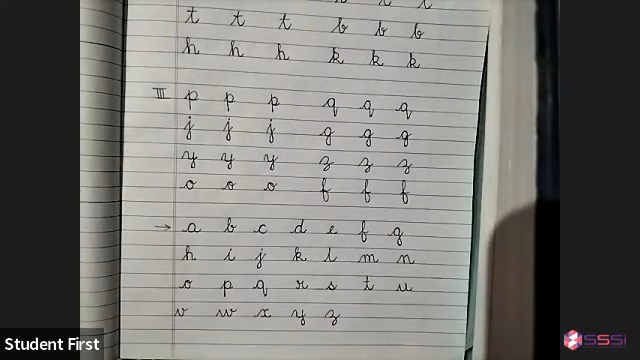 t t t b b b
h h h k k k
III p p p q q q
j j j g g g
y y y z z z
o o o f f f
→ a b c d e f g
h i j k l m n
o p q r s t u
v w x y z
Student First
SSSi